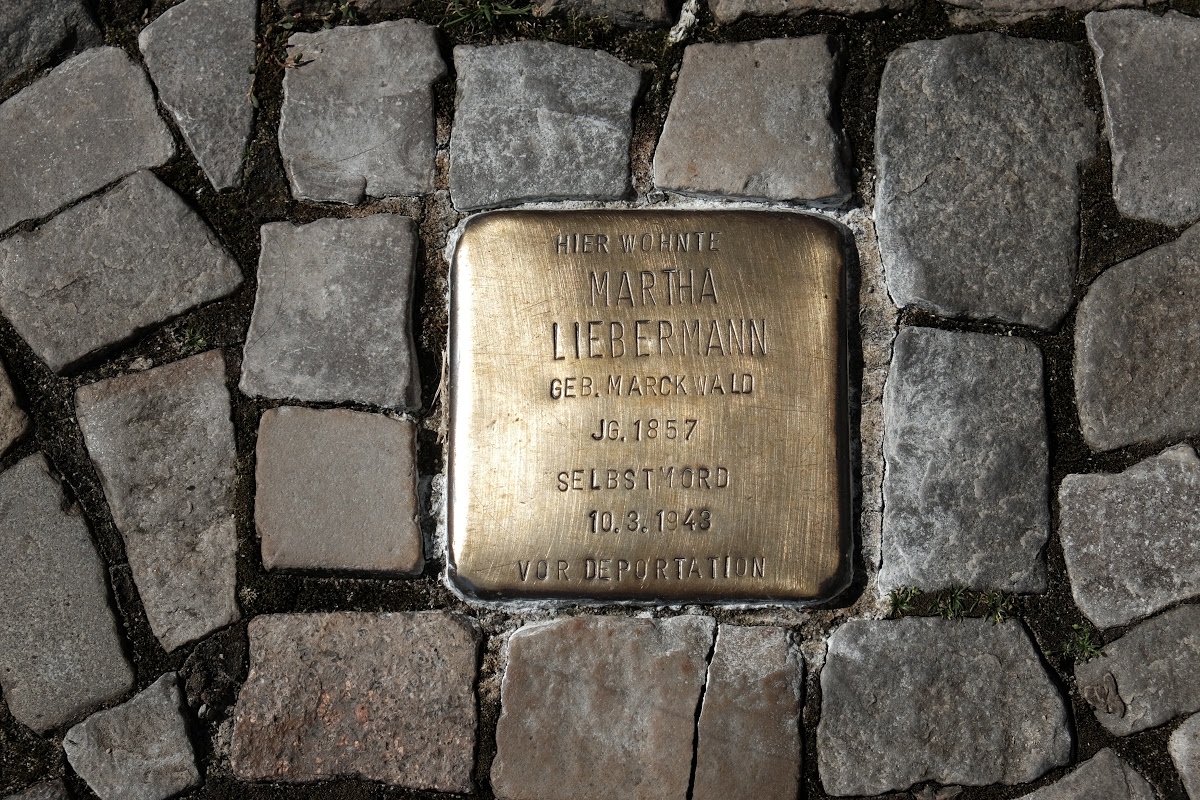 HIER WOHNTE
MARTHA
LIEBERMANN
GEB. MARCKWALD
JG. 1857
SELBSTMORD
10.3.1943
VOR DEPORTATION